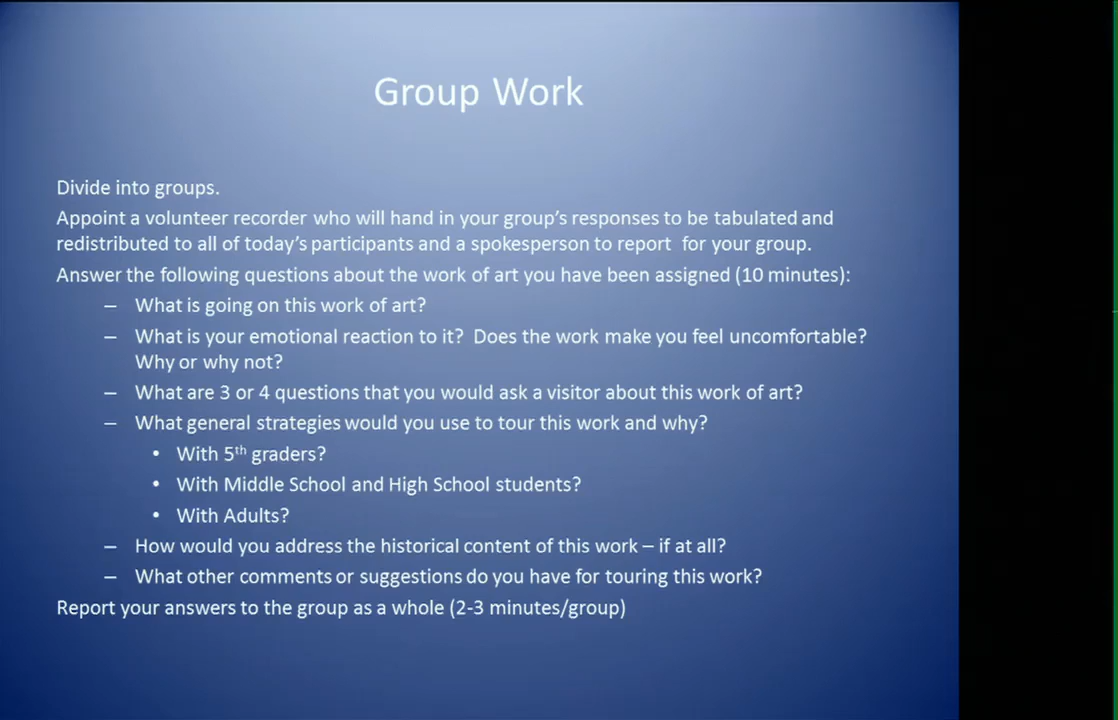 Group Work
Divide into groups.
Appoint a volunteer recorder who will hand in your group's responses to be tabulated and
redistributed to all of today's participants and a spokesperson to report for your group.
Answer the following questions about the work of art you have been assigned (10 minutes):
– What is going on this work of art?
– What is your emotional reaction to it? Does the work make you feel uncomfortable?
Why or why not?
– What are 3 or 4 questions that you would ask a visitor about this work of art?
– What general strategies would you use to tour this work and why?
• With 5th graders?
• With Middle School and High School students?
• With Adults?
– How would you address the historical content of this work – if at all?
– What other comments or suggestions do you have for touring this work?
Report your answers to the group as a whole (2-3 minutes/group)